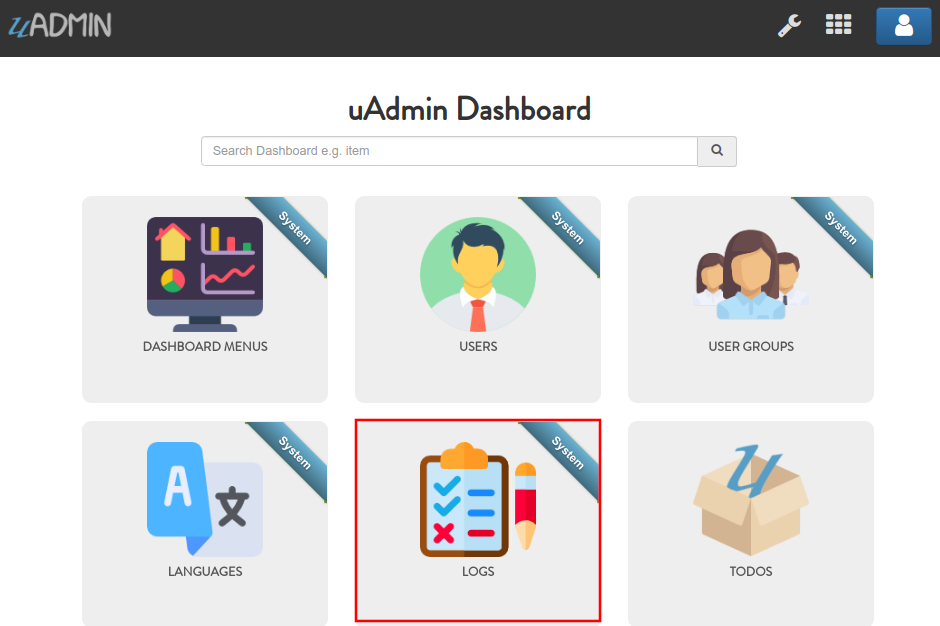 uADMIN
uAdmin Dashboard
Search Dashboard e.g. item
System
System
System
DASHBOARD MENUS
USERS
USER GROUPS
System
System
A 文
u
LANGUAGES
LOGS
TODOS